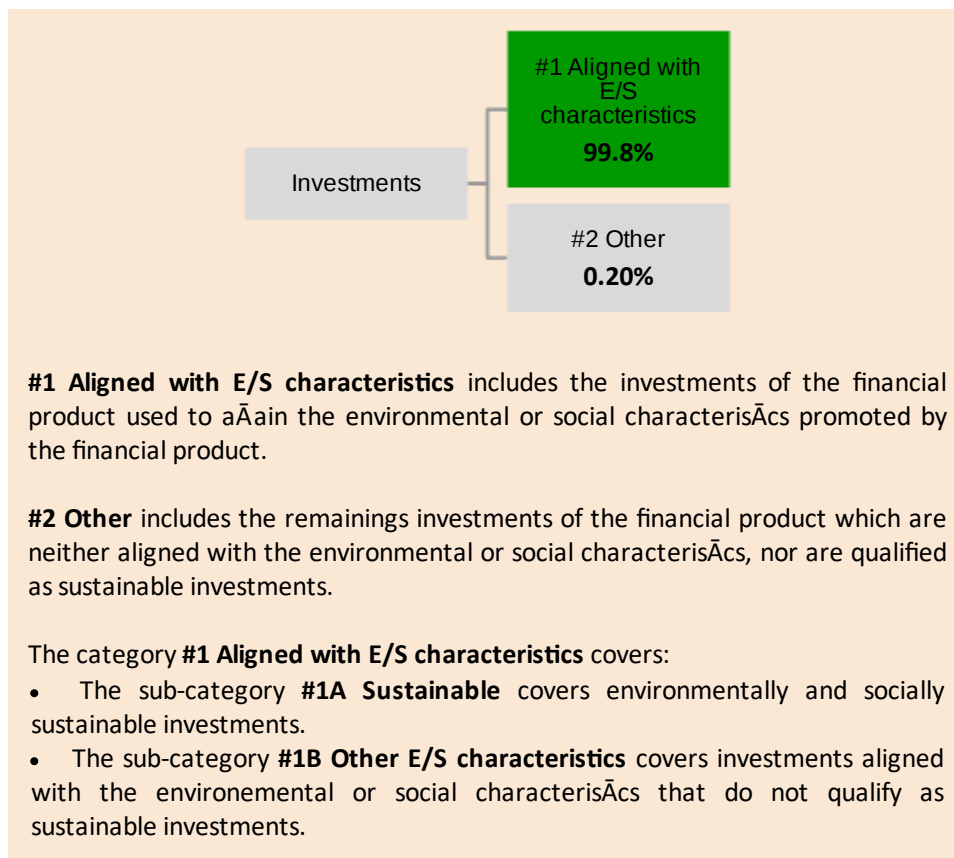 #1 Aligned with
E/S
characteristics
99.8%
Investments
#2 Other
0.20%
#1 Aligned with E/S characteristics includes the investments of the financial
product used to aĀain the environmental or social characterisĀcs promoted by
the financial product.
#2 Other includes the remainings investments of the financial product which are
neither aligned with the environmental or social characterisĀcs, nor are qualified
as sustainable investments.
The category #1 Aligned with E/S characteristics covers:
• The sub-category #1A Sustainable covers environmentally and socially
sustainable investments.
• The sub-category #1B Other E/S characteristics covers investments aligned
with the environemental or social characterisĀcs that do not qualify as
sustainable investments.